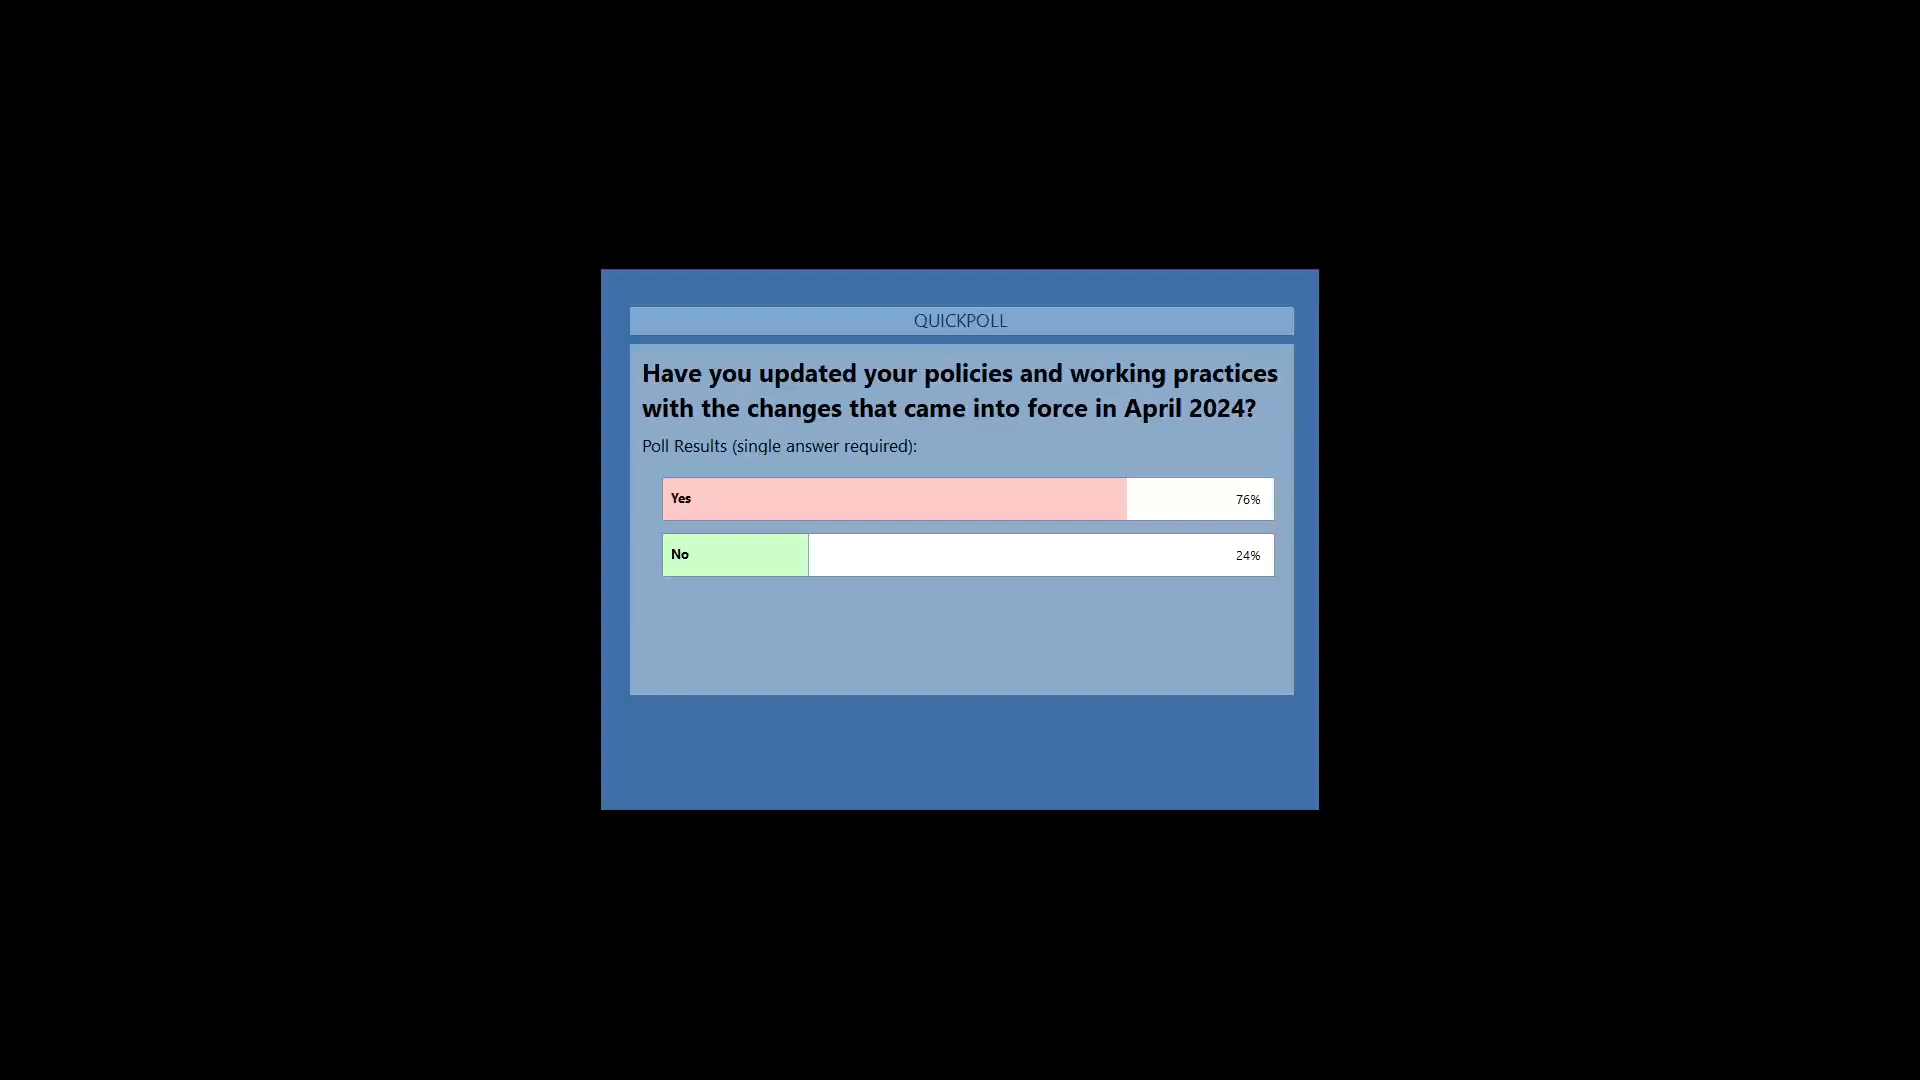 QUICKPOLL
Have you updated your policies and working practices
with the changes that came into force in April 2024?
Poll Results (single answer required):
Yes 76%
No 24%